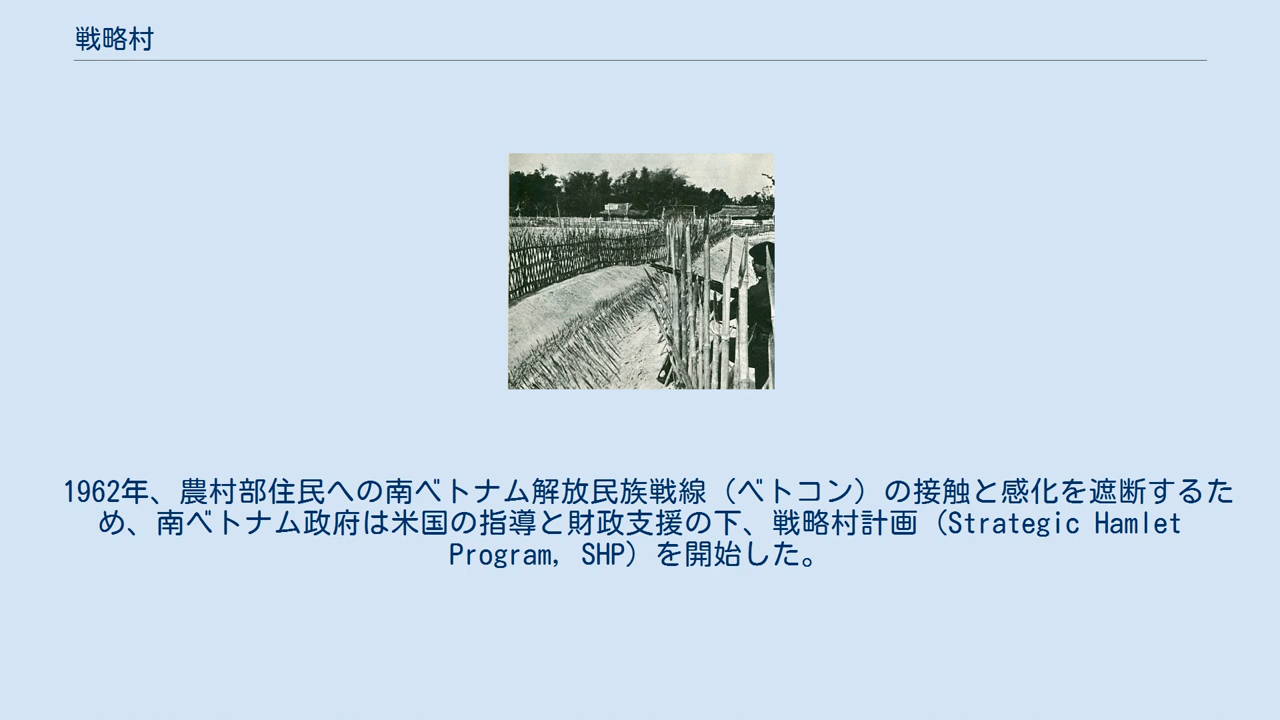 戦略村
1962年、農村部住民への南ベトナム解放民族戦線（ベトコン）の接触と感化を遮断するた
め、南ベトナム政府は米国の指導と財政支援の下、戦略村計画（Strategic Hamlet
Program, SHP）を開始した。